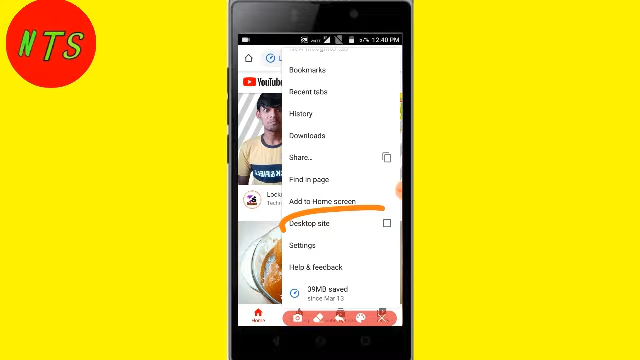 NTS
12.40 PM
YouTube
Bookmarks
Recent tabs
History
Downloads
Share...
Find in page
Add to Home screen
Desktop site
Settings
Help & feedback
39MB saved
since Mar 13
Home